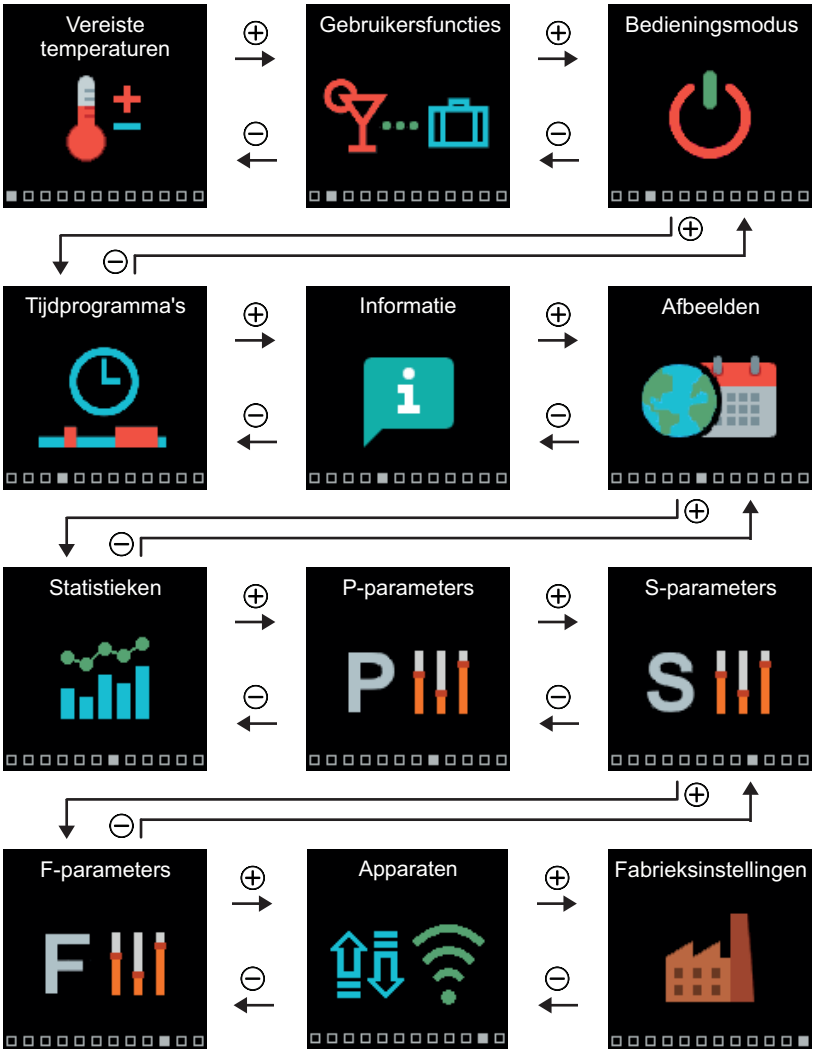 Vereiste
temperaturen
Gebruikersfuncties
Bedieningsmodus
Tijdprogramma's
Informatie
Afbeelden
Statistieken
P-parameters
P
S-parameters
S
F-parameters
F
Apparaten
Fabrieksinstellingen